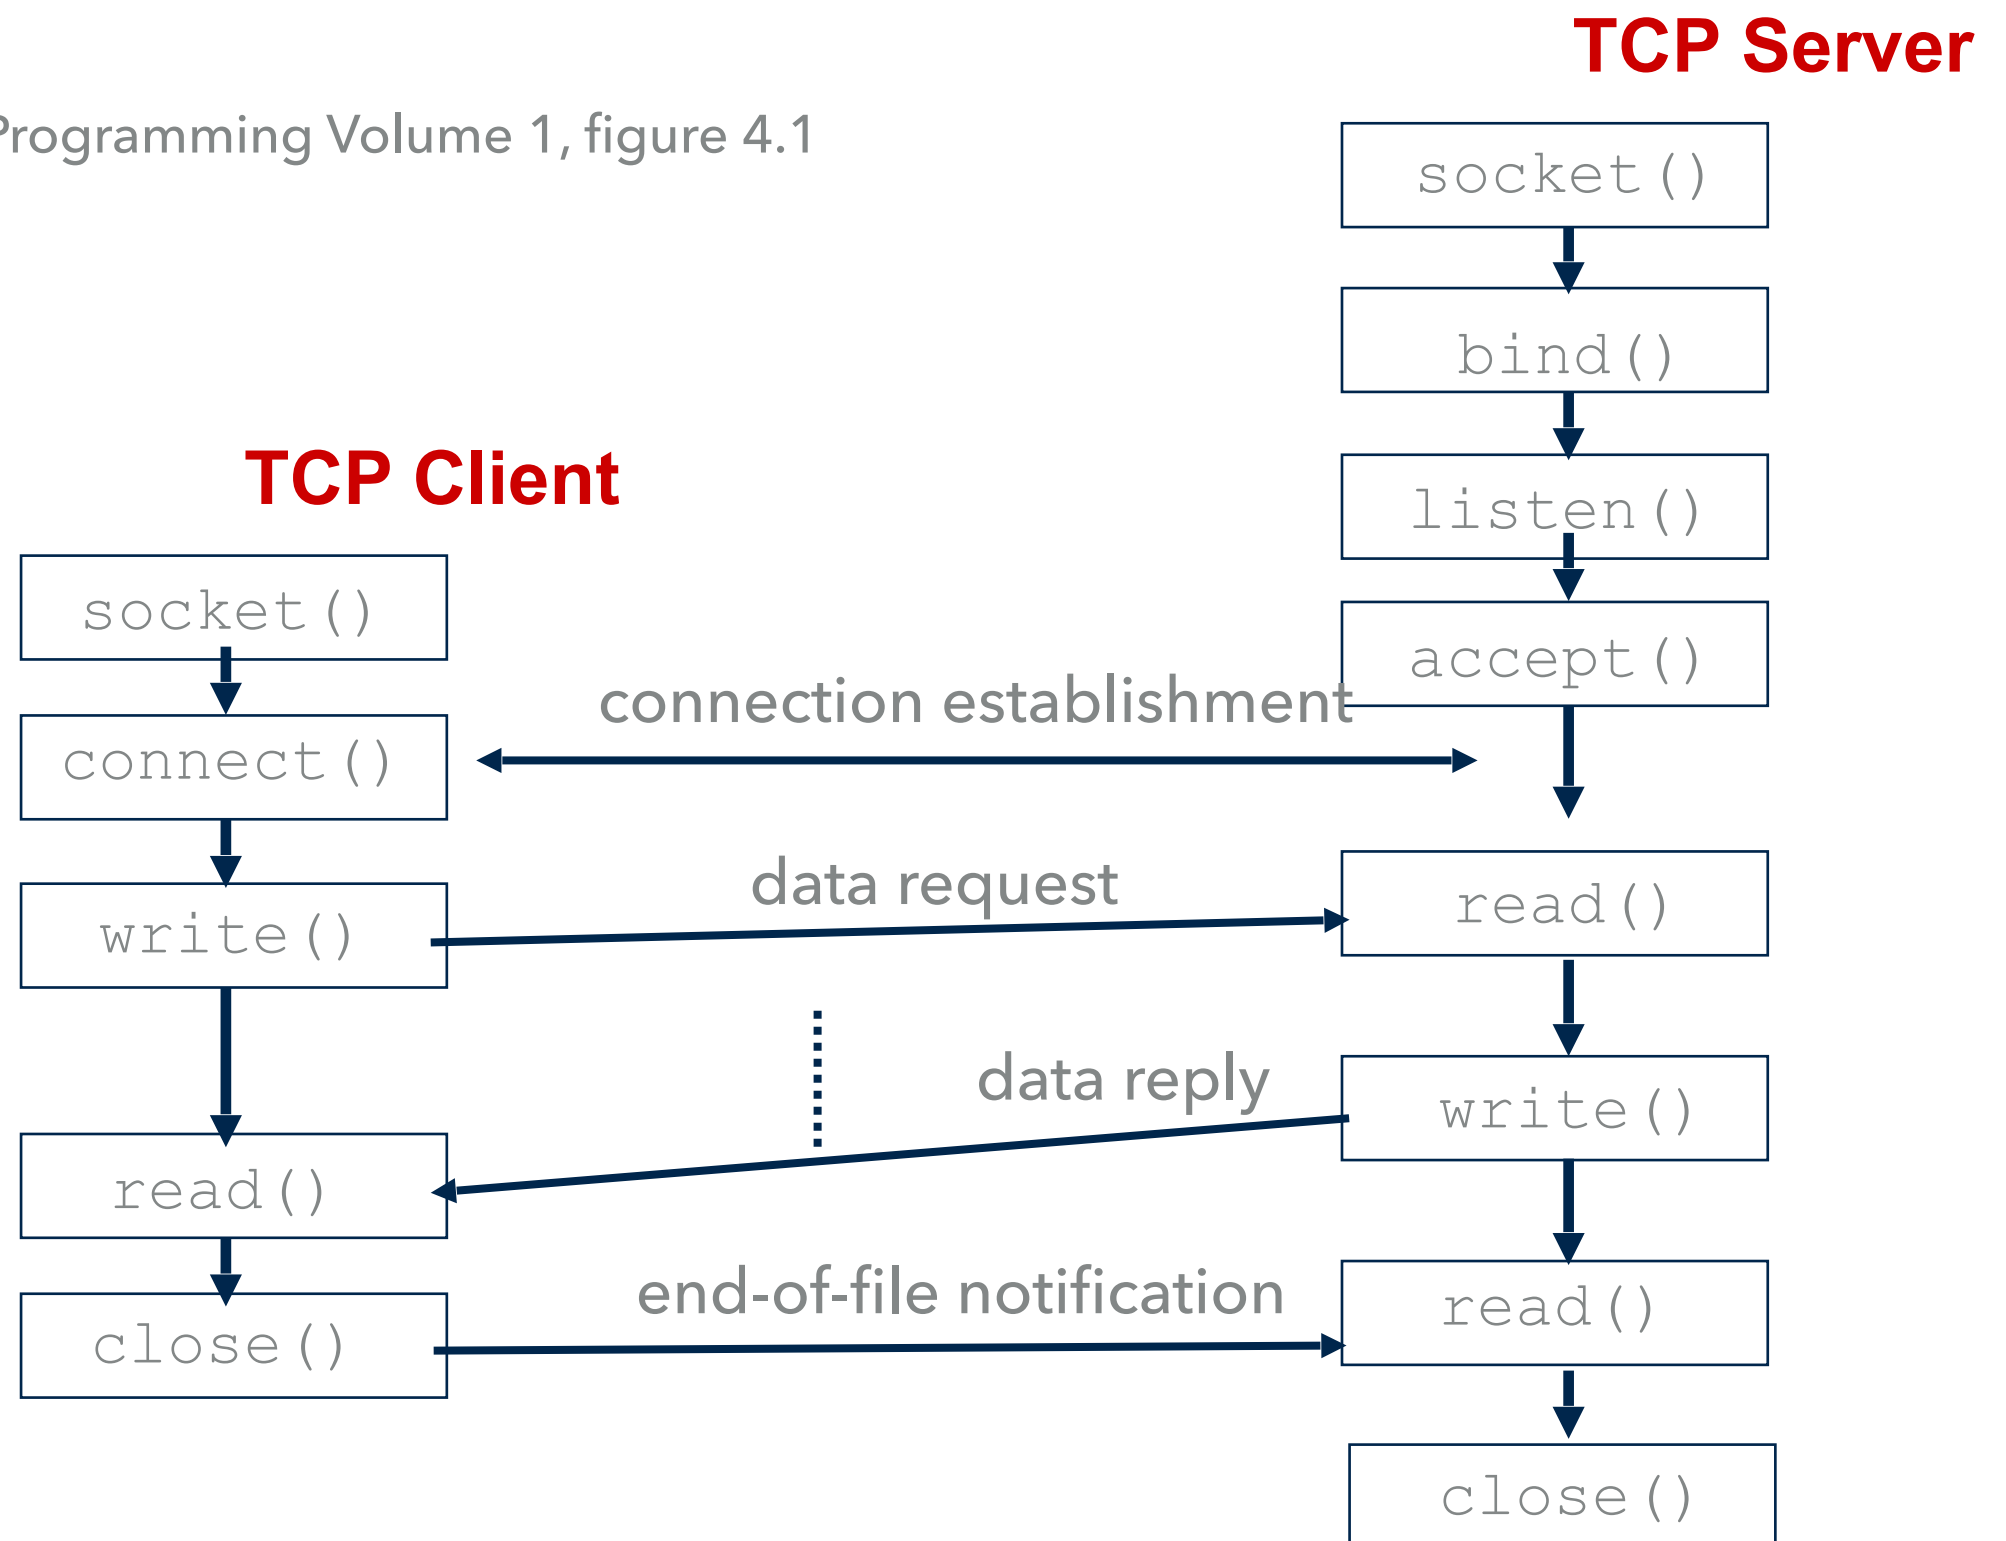 TCP Server
Programming Volume 1, figure 4.1
socket()
bind()
TCP Client
listen()
socket()
accept()
connection establishment
connect()
data request
read()
write()
data reply
write()
read()
end-of-file notification
read()
close()
close()